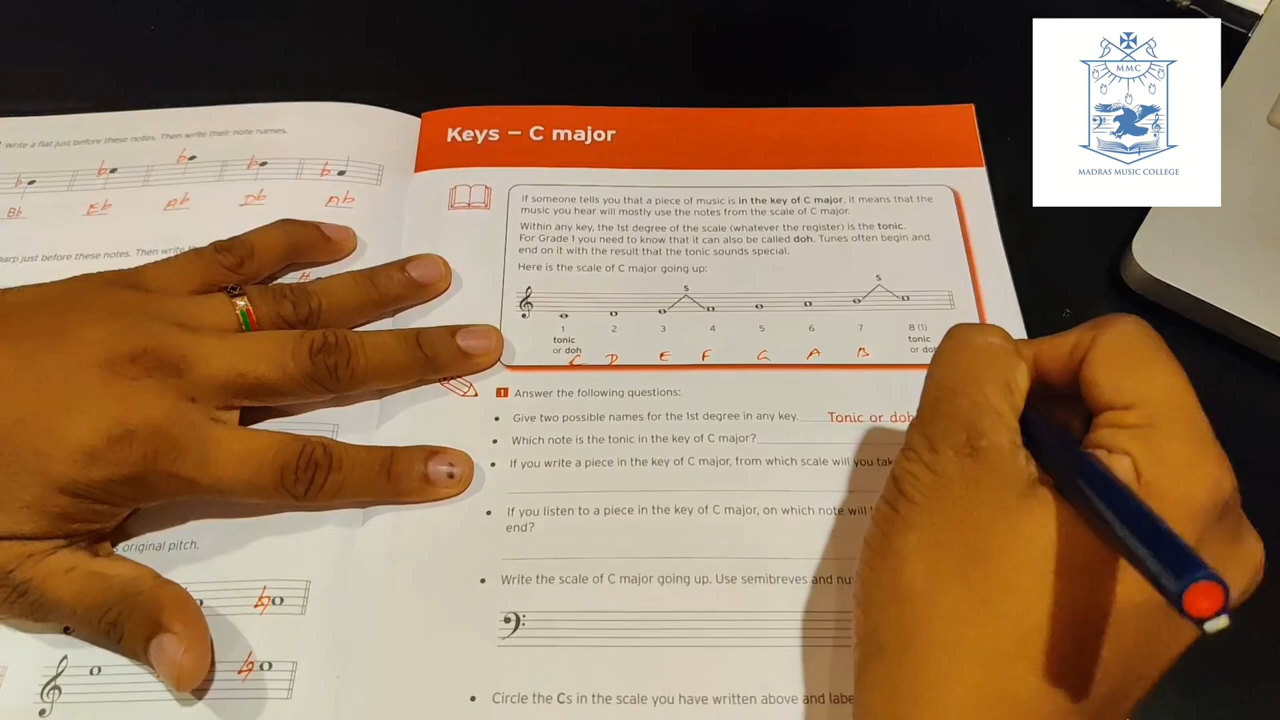 MMC
MADRAS MUSIC COLLEGE
write a flat just before these notes. Then write their note names.
b b b b b
Bb Eb Ab Db Ab
arp just before these notes. Then write
s original pitch.
Keys – C major
If someone tells you that a piece of music is in the key of C major, it means that the
music you hear will mostly use the notes from the scale of C major.
Within any key, the 1st degree of the scale (whatever the register) is the tonic.
For Grade 1 you need to know that it can also be called doh. Tunes often begin and
end on it with the result that the tonic sounds special.
Here is the scale of C major going up:
s s
1 2 3 4 5 6 7 8 (1)
tonic tonic
or doh or doh
C D E F G A B
1 Answer the following questions:
• Give two possible names for the 1st degree in any key. Tonic or doh
• Which note is the tonic in the key of C major?
• If you write a piece in the key of C major, from which scale will you
• If you listen to a piece in the key of C major, on which note will
end?
• Write the scale of C major going up. Use semibreves and
• Circle the Cs in the scale you have written above and